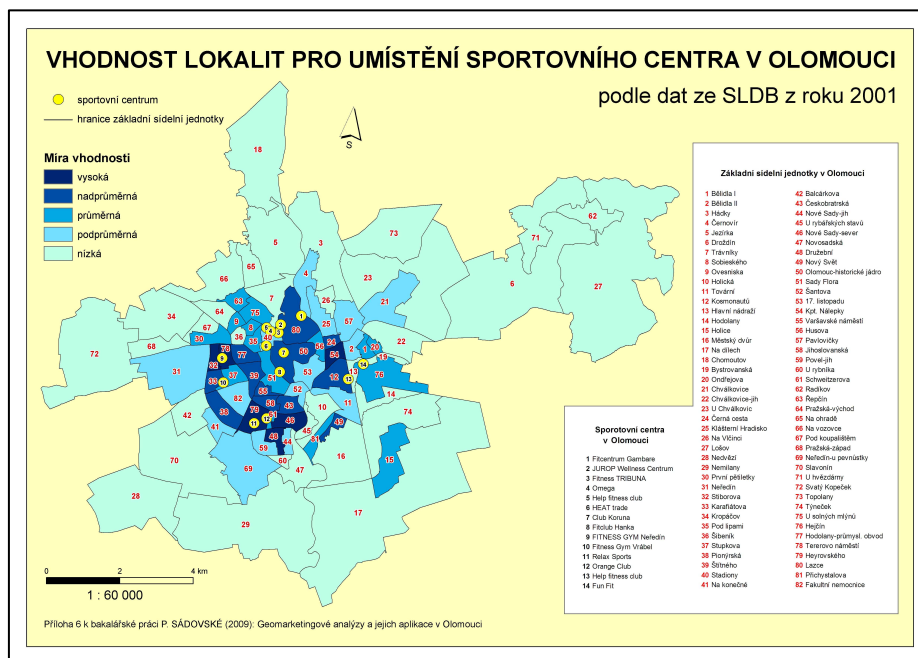 VHODNOST LOKALIT PRO UMÍSTĚNÍ SPORTOVNÍHO CENTRA V OLOMOUCI
podle dat ze SLDB z roku 2001
sportovní centrum
hranice základní sídelní jednotky
Míra vhodnosti
vysoká
nadprůměrná
průměrná
podprůměrná
nízká
S
Základní sídelní jednotky v Olomouci
1 Bělidla I
2 Bělidla II
3 Hádky
4 Černovír
5 Jezírka
6 Droždín
7 Trávníky
8 Sobieského
9 Ovesniska
10 Holická
11 Tovární
12 Kosmonautů
13 Hlavní nádraží
14 Hodolany
15 Holice
16 Městský dvůr
17 Na dílech
18 Chomoutov
19 Bystrovanská
20 Ondřejova
21 Chválkovice
22 Chválkovice-jih
23 U Chválkovic
24 Černá cesta
25 Klášterní Hradisko
26 Na Vlčinci
27 Lošov
28 Nedvězí
29 Nemilany
30 První pětiletky
31 Neředín
32 Stiborova
33 Karafiátova
34 Kropáčov
35 Pod lipami
36 Šibeník
37 Stupkova
38 Pionýrská
39 Štítného
40 Stadiony
41 Na konečné
42 Balcárkova
43 Českobratrská
44 Nové Sady-jih
45 U rybářských stavů
46 Nové Sady-sever
47 Novosadská
48 Družební
49 Nový Svět
50 Olomouc-historické jádro
51 Sady Flora
52 Šantova
53 17. listopadu
54 Kpt. Nálepky
55 Varšavské náměstí
56 Husova
57 Pavlovičky
58 Jihoslovanská
59 Povel-jih
60 U rybníka
61 Schweitzerova
62 Radíkov
63 Řepčín
64 Pražská-východ
65 Na ohradě
66 Na vozovce
67 Pod koupalištěm
68 Pražská-západ
69 Neředín-u pevnůstky
70 Slavonín
71 U hvězdárny
72 Svatý Kopeček
73 Topolany
74 Týneček
75 U solných mlýnů
76 Hejčín
77 Hodolany-průmysl. obvod
78 Tererovo náměstí
79 Heyrovského
80 Lazce
81 Přichystalova
82 Fakultní nemocnice
Sporotovní centra
v Olomouci
1 Fitcentrum Gambare
2 JUROP Wellness Centrum
3 Fitness TRIBUNA
4 Omega
5 Help fitness club
6 HEAT trade
7 Club Koruna
8 Fitclub Hanka
9 FITNESS GYM Neředín
10 Fitness Gym Vrábel
11 Relax Sports
12 Orange Club
13 Help fitness club
14 Fun Fit
0 2 4 km
1 : 60 000
Příloha 6 k bakalářské práci P. SÁDOVSKÉ (2009): Geomarketingové analýzy a jejich aplikace v Olomouci